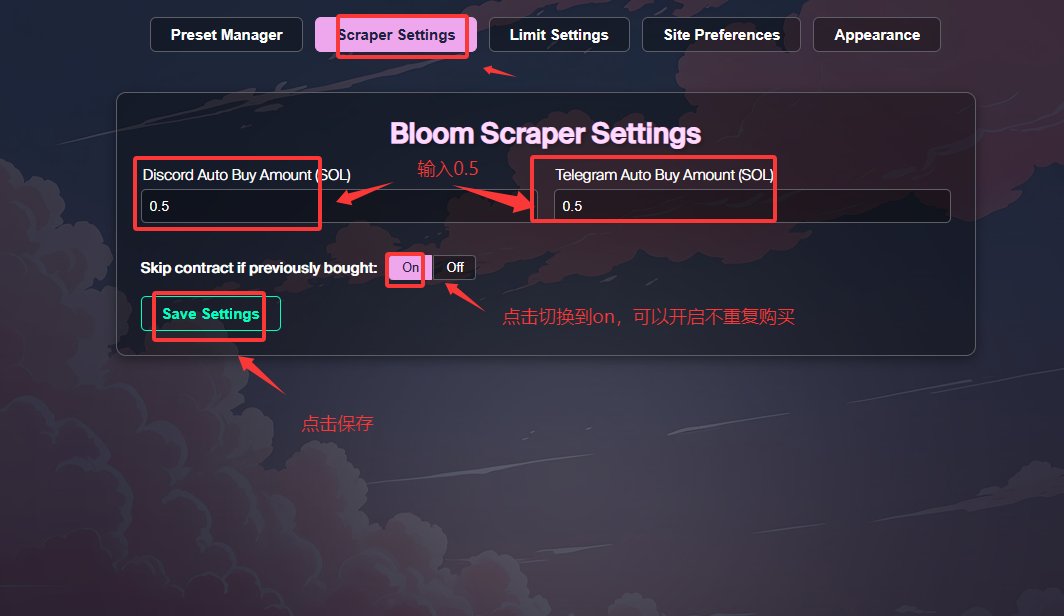 Preset Manager
Scraper Settings
Limit Settings
Site Preferences
Appearance
Bloom Scraper Settings
Discord Auto Buy Amount (SOL)
输入0.5
Telegram Auto Buy Amount (SOL)
0.5
0.5
Skip contract if previously bought:
On
Off
Save Settings
点击切换到on，可以开启不重复购买
点击保存